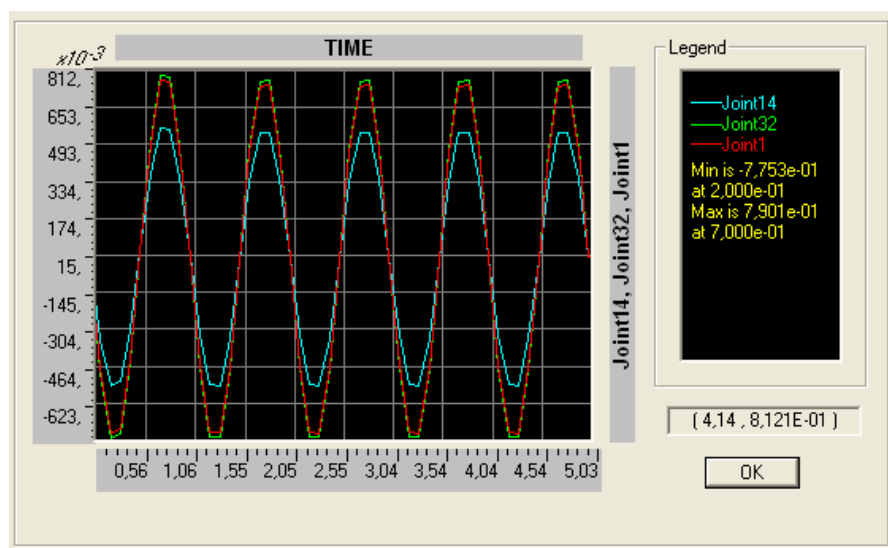 TIME
x10-3
812,
653,
493,
334,
174,
15,
-145,
-304,
-464,
-623,
0,56 1,06 1,55 2,05 2,55 3,04 3,54 4,04 4,54 5,03
Joint14, Joint32, Joint1
Legend
Joint14
Joint32
Joint1
Min is -7,753e-01
at 2,000e-01
Max is 7,901e-01
at 7,000e-01
( 4,14 , 8,121E-01 )
OK